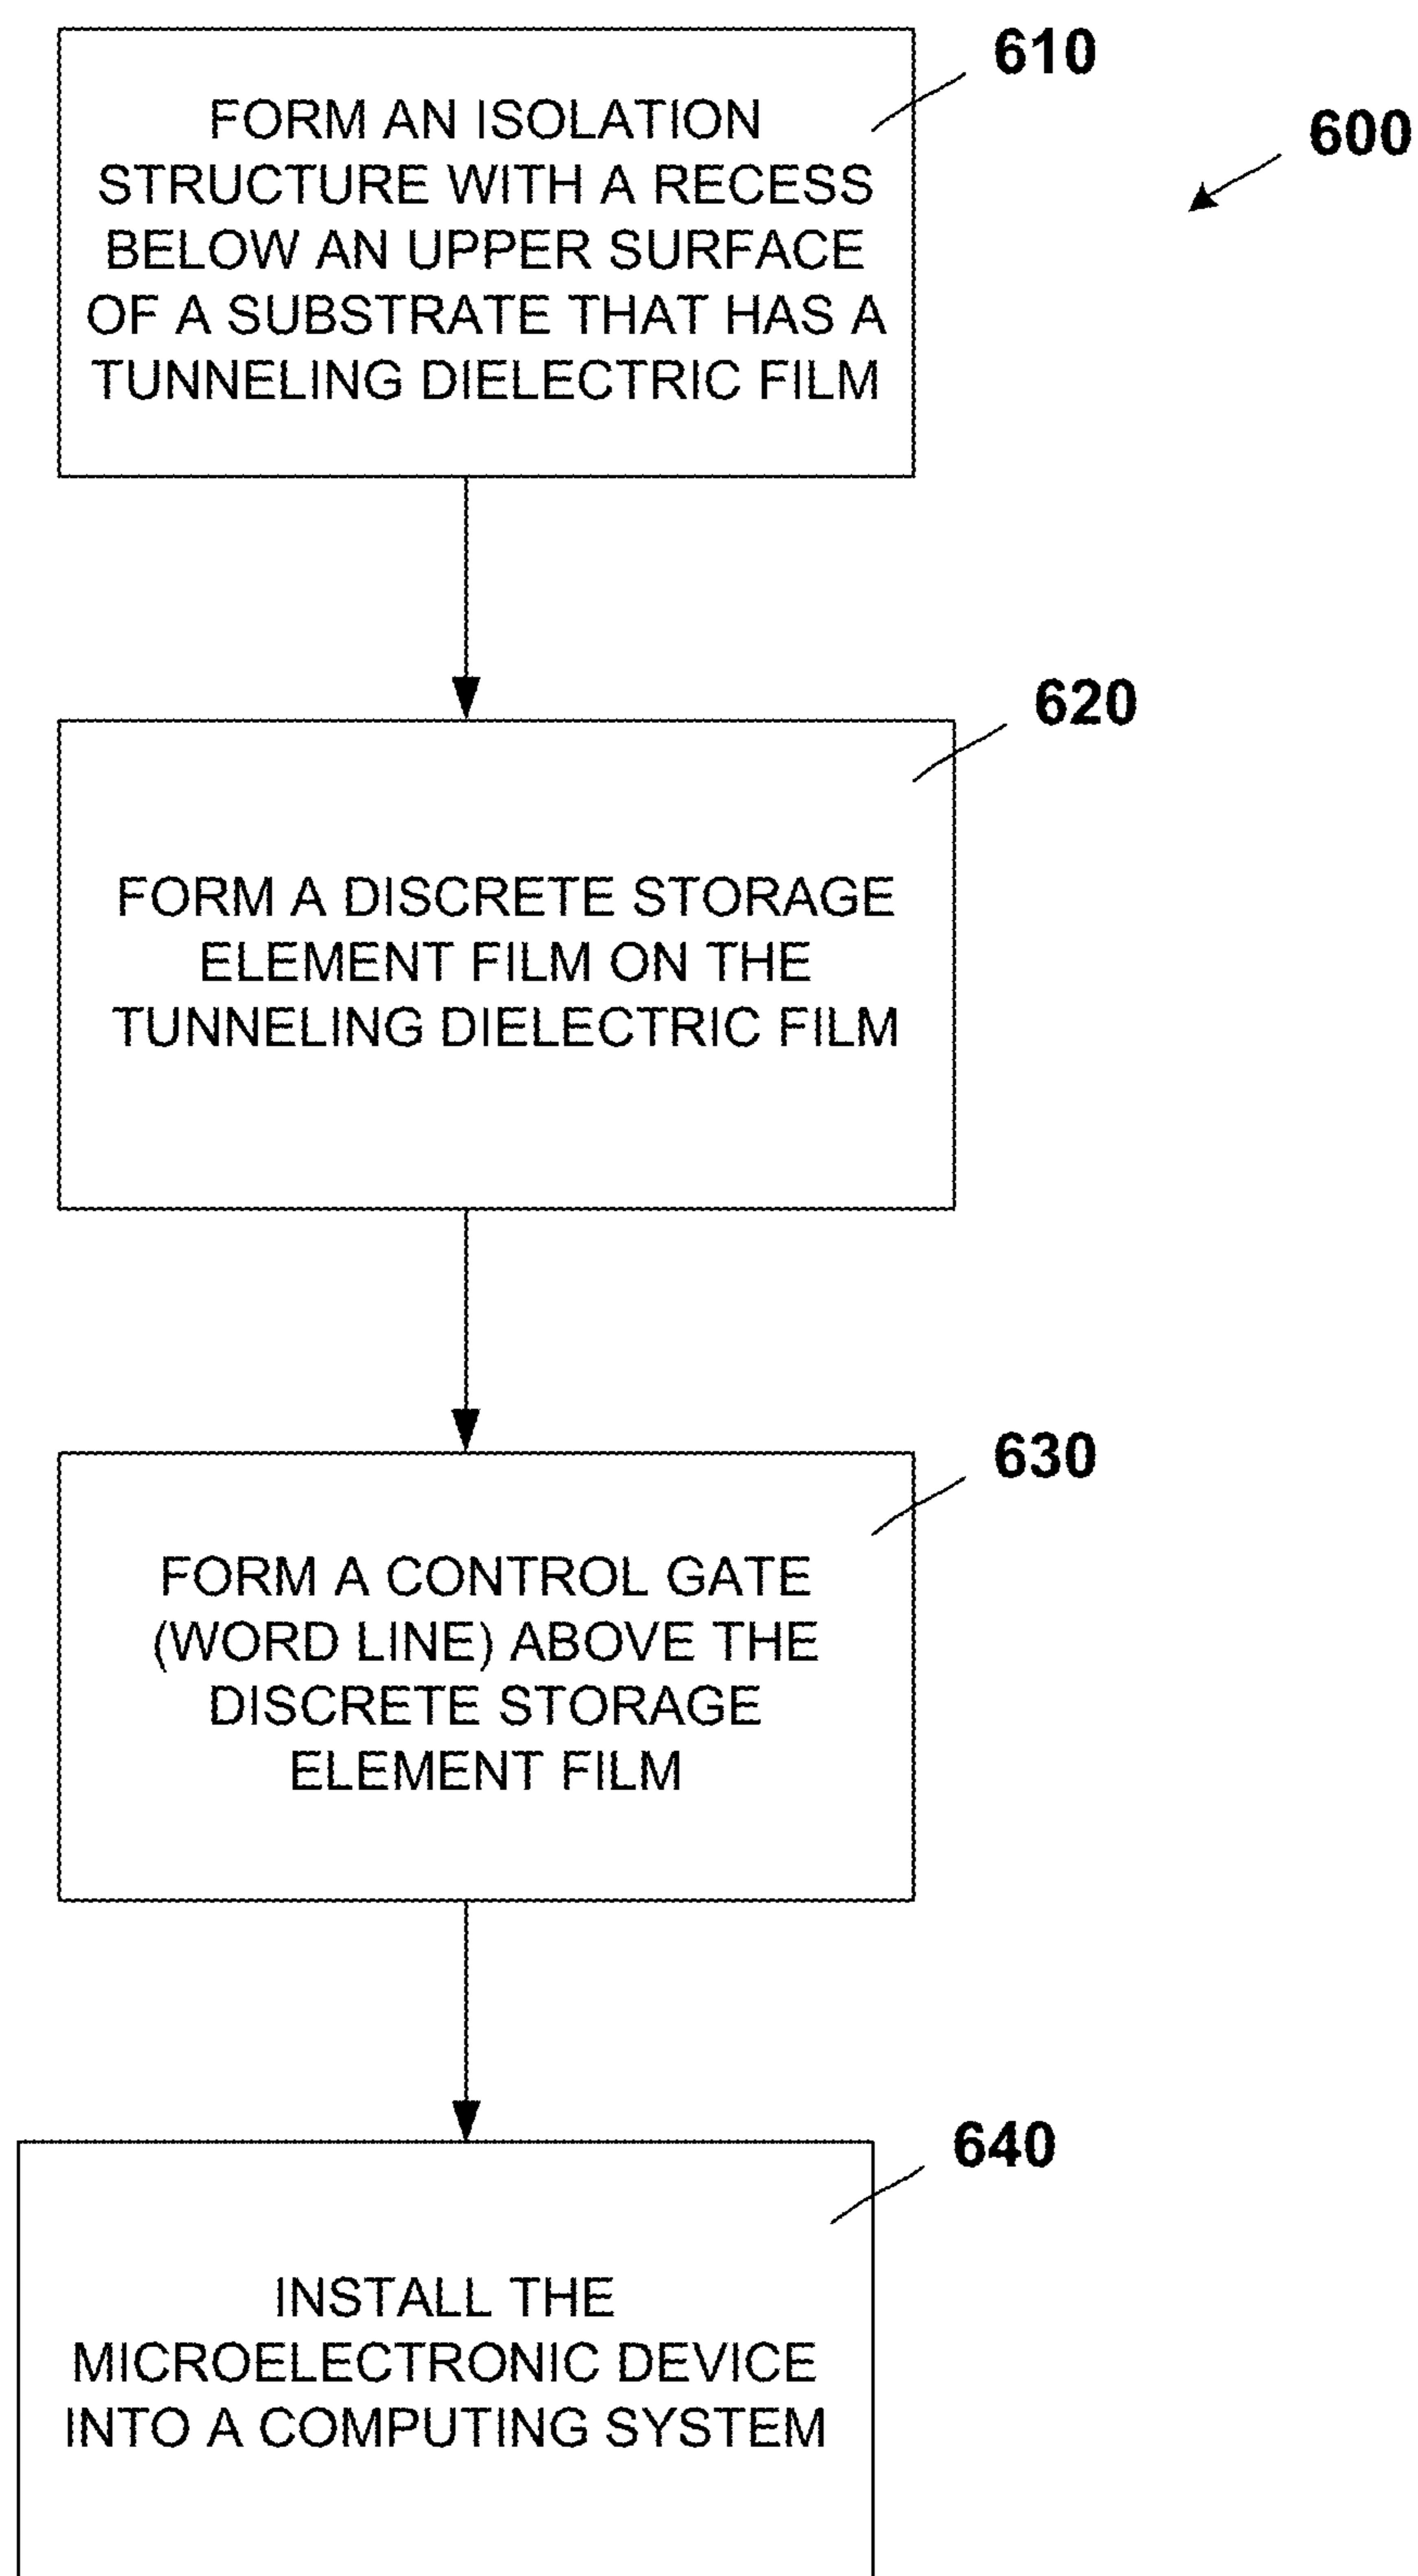 610
600
FORM AN ISOLATION
STRUCTURE WITH A RECESS
BELOW AN UPPER SURFACE
OF A SUBSTRATE THAT HAS A
TUNNELING DIELECTRIC FILM
620
FORM A DISCRETE STORAGE
ELEMENT FILM ON THE
TUNNELING DIELECTRIC FILM
630
FORM A CONTROL GATE
(WORD LINE) ABOVE THE
DISCRETE STORAGE
ELEMENT FILM
640
INSTALL THE
MICROELECTRONIC DEVICE
INTO A COMPUTING SYSTEM